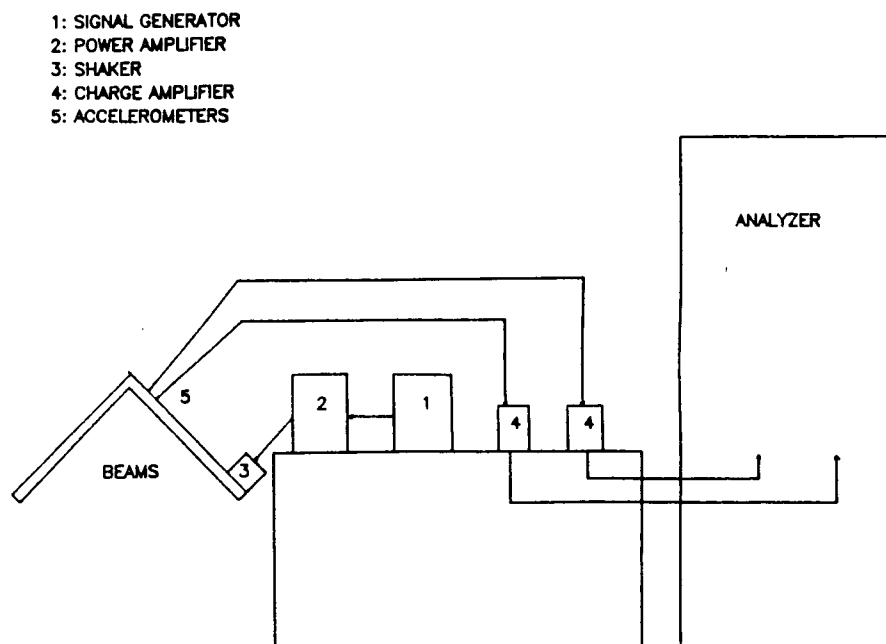 1: SIGNAL GENERATOR
2: POWER AMPLIFIER
3: SHAKER
4: CHARGE AMPLIFIER
5: ACCELEROMETERS
ANALYZER
5
2
1
4
4
3
BEAMS